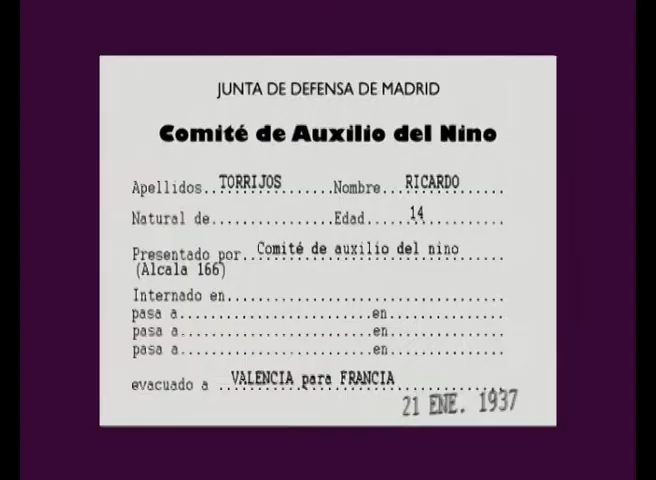 JUNTA DE DEFENSA DE MADRID
Comité de Auxilio del Nino
Apellidos..TORRIJOS.......Nombre...RICARDO......
Natural de................Edad.....14...........
Presentado por..Comité de auxilio del nino......
(Alcala 166)
Internado en....................................
pasa a.........................en...............
pasa a.........................en...............
pasa a.........................en...............
evacuado a ..VALENCIA para FRANCIA..............
21 ENE. 1937